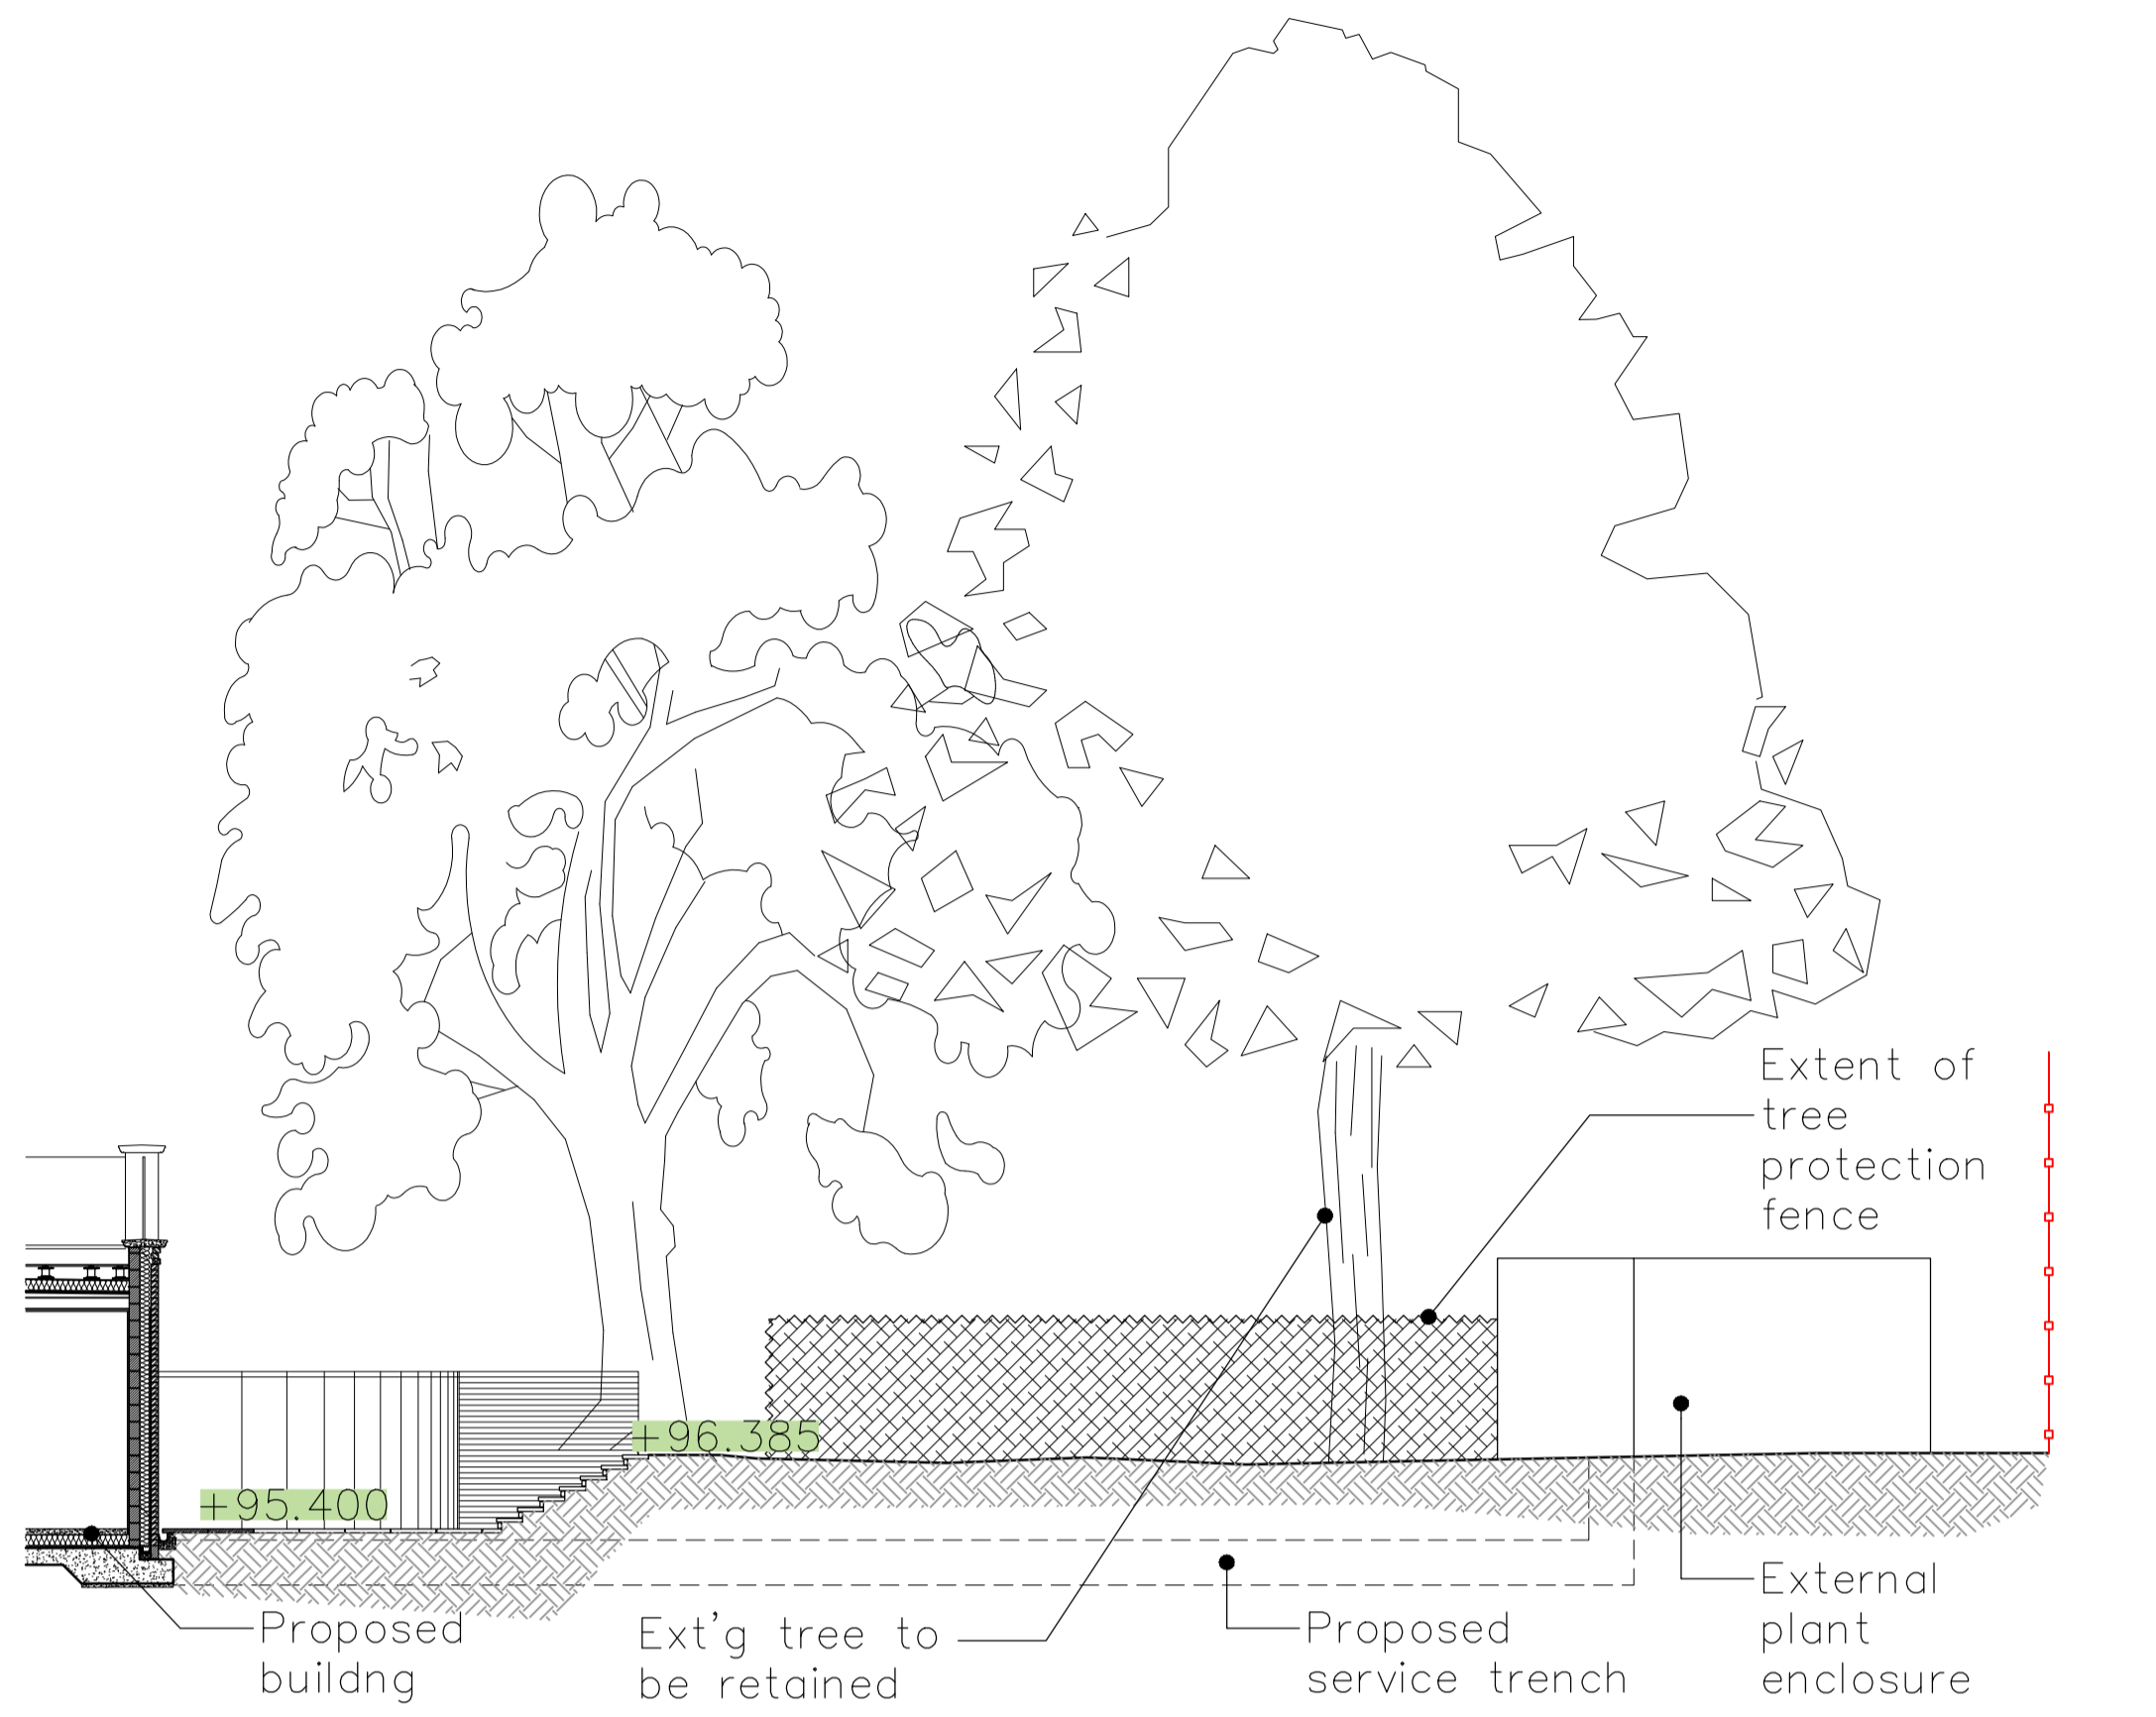 Extent of
tree
protection
fence
+96.385
+95.400
Proposed
buildng
Ext'g tree to
be retained
Proposed
service trench
External
plant
enclosure